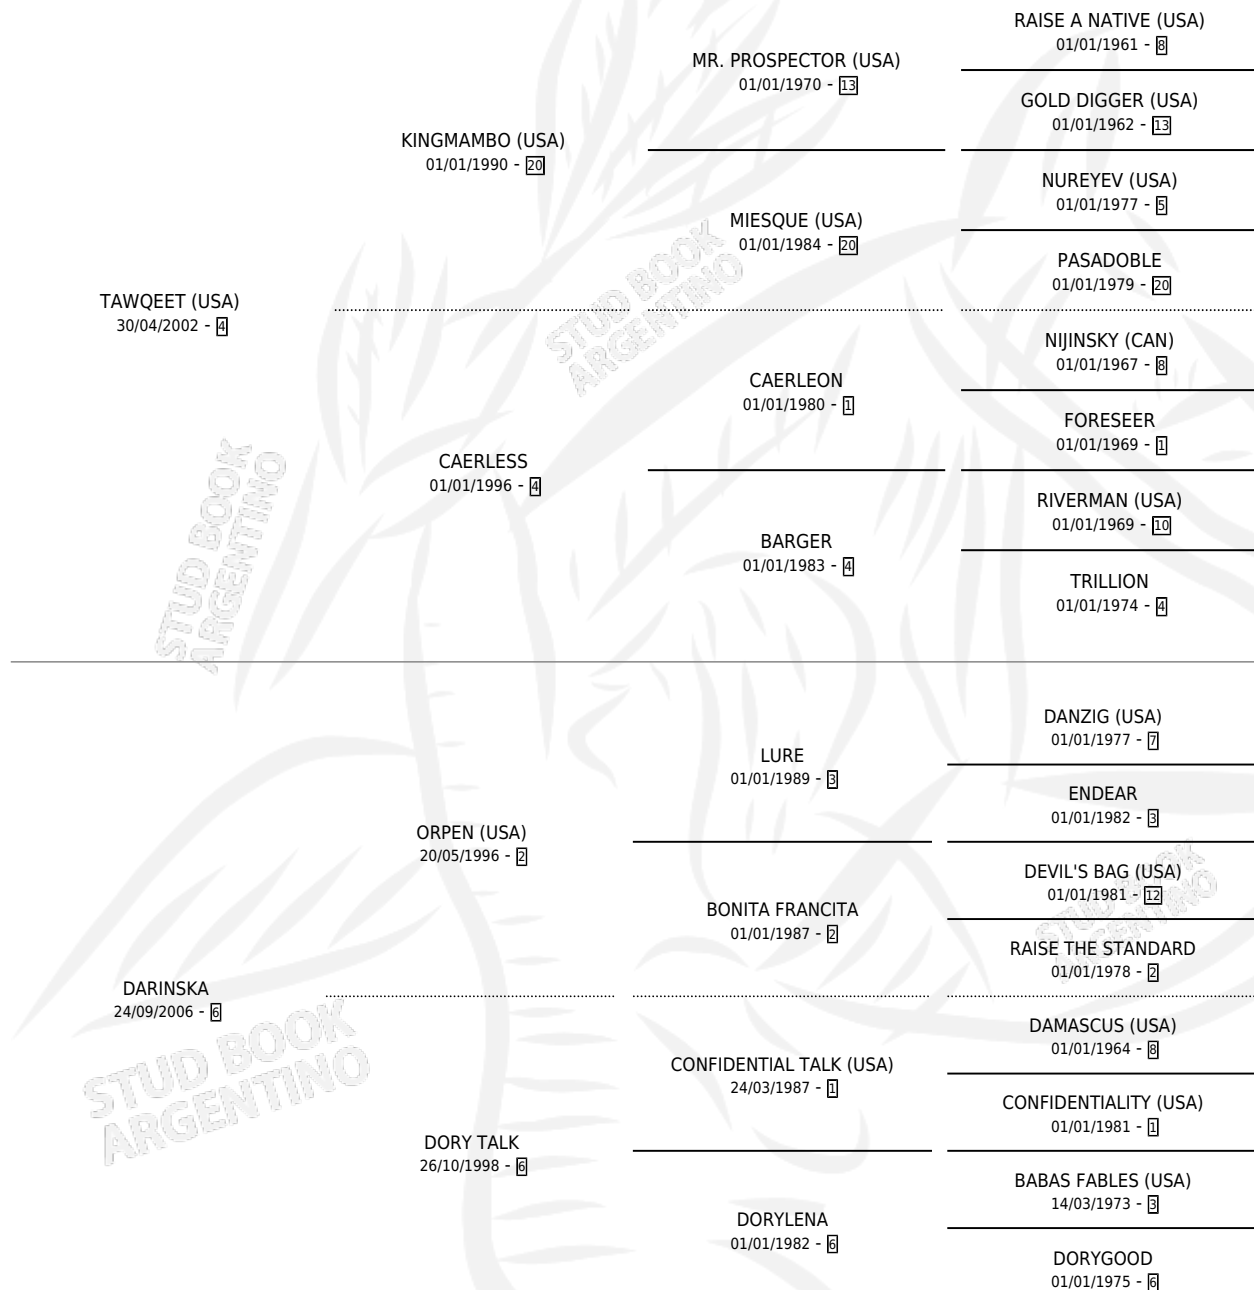 RAISE A NATIVE (USA)
01/01/1961 - 8
MR. PROSPECTOR (USA)
01/01/1970 - 13
GOLD DIGGER (USA)
01/01/1962 - 13
KINGMAMBO (USA)
01/01/1990 - 20
NUREYEV (USA)
01/01/1977 - 5
MIESQUE (USA)
01/01/1984 - 20
PASADOBLE
01/01/1979 - 20
TAWQEET (USA)
30/04/2002 - 4
NIJINSKY (CAN)
01/01/1967 - 8
CAERLEON
01/01/1980 - 1
FORESEER
01/01/1969 - 1
CAERLESS
01/01/1996 - 4
RIVERMAN (USA)
01/01/1969 - 10
BARGER
01/01/1983 - 4
TRILLION
01/01/1974 - 4
DANZIG (USA)
01/01/1977 - 7
LURE
01/01/1989 - 3
ENDEAR
01/01/1982 - 3
ORPEN (USA)
20/05/1996 - 2
DEVIL'S BAG (USA)
01/01/1981 - 12
BONITA FRANCITA
01/01/1987 - 2
RAISE THE STANDARD
01/01/1978 - 2
DARINSKA
24/09/2006 - 6
DAMASCUS (USA)
01/01/1964 - 8
CONFIDENTIAL TALK (USA)
24/03/1987 - 1
CONFIDENTIALITY (USA)
01/01/1981 - 1
DORY TALK
26/10/1998 - 6
BABAS FABLES (USA)
14/03/1973 - 3
DORYLENA
01/01/1982 - 6
DORYGOOD
01/01/1975 - 6
STUD BOOK
ARGENTINO
STUD BOOK
ARGENTINO
STUD BOOK
ARGENTINO
STUD BOOK
ARGENTINO